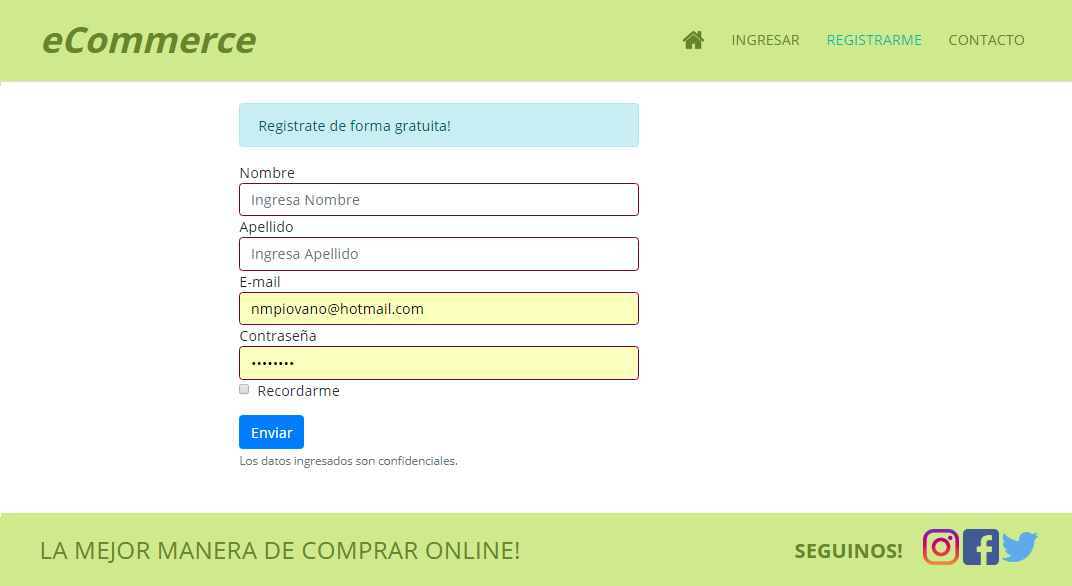 eCommerce
INGRESAR REGISTRARME CONTACTO
Registrate de forma gratuita!
Nombre
Ingresa Nombre
Apellido
Ingresa Apellido
E-mail
nmpiovano@hotmail.com
Contraseña
••••••••
Recordarme
Enviar
Los datos ingresados son confidenciales.
LA MEJOR MANERA DE COMPRAR ONLINE! SEGUINOS!